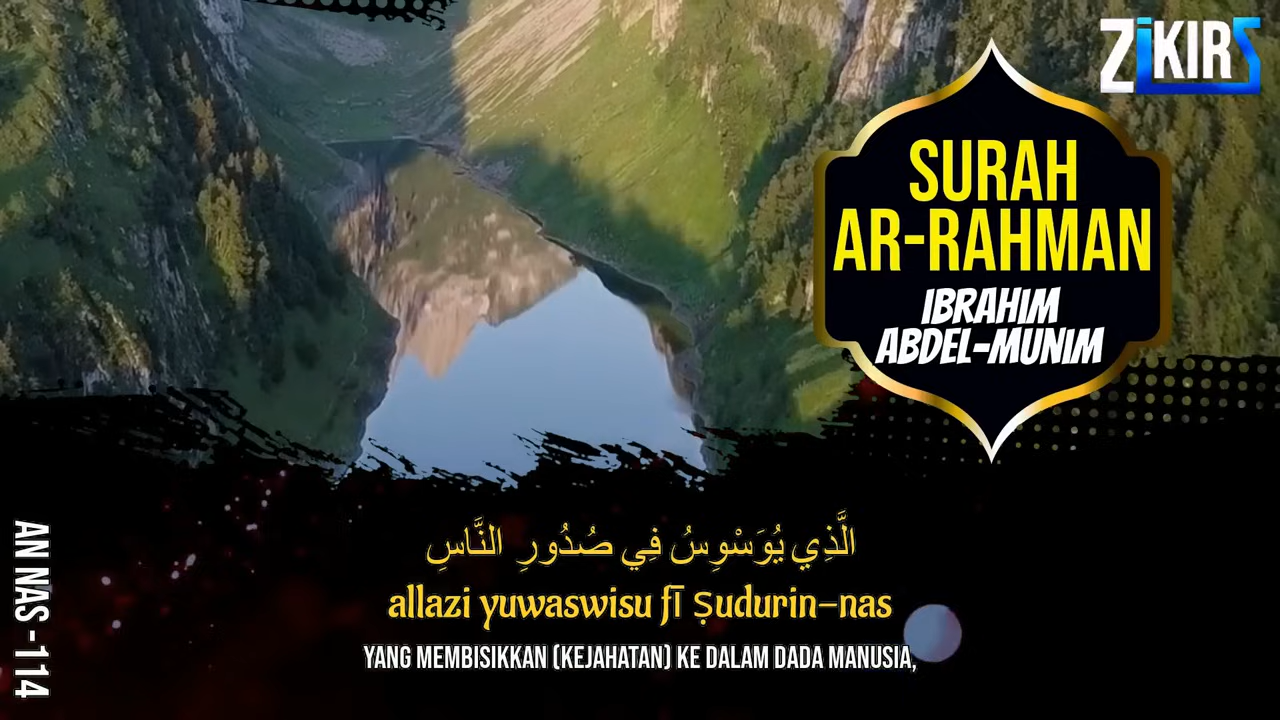 ZiKIRS
SURAH
AR-RAHMAN
IBRAHIM
ABDEL-MUNIM
الَّذِي يُوَسْوِسُ فِي صُدُورِ النَّاسِ
allazi yuwaswisu fī ṣudurin-nas
YANG MEMBISIKKAN (KEJAHATAN) KE DALAM DADA MANUSIA,
AN NAS - 114